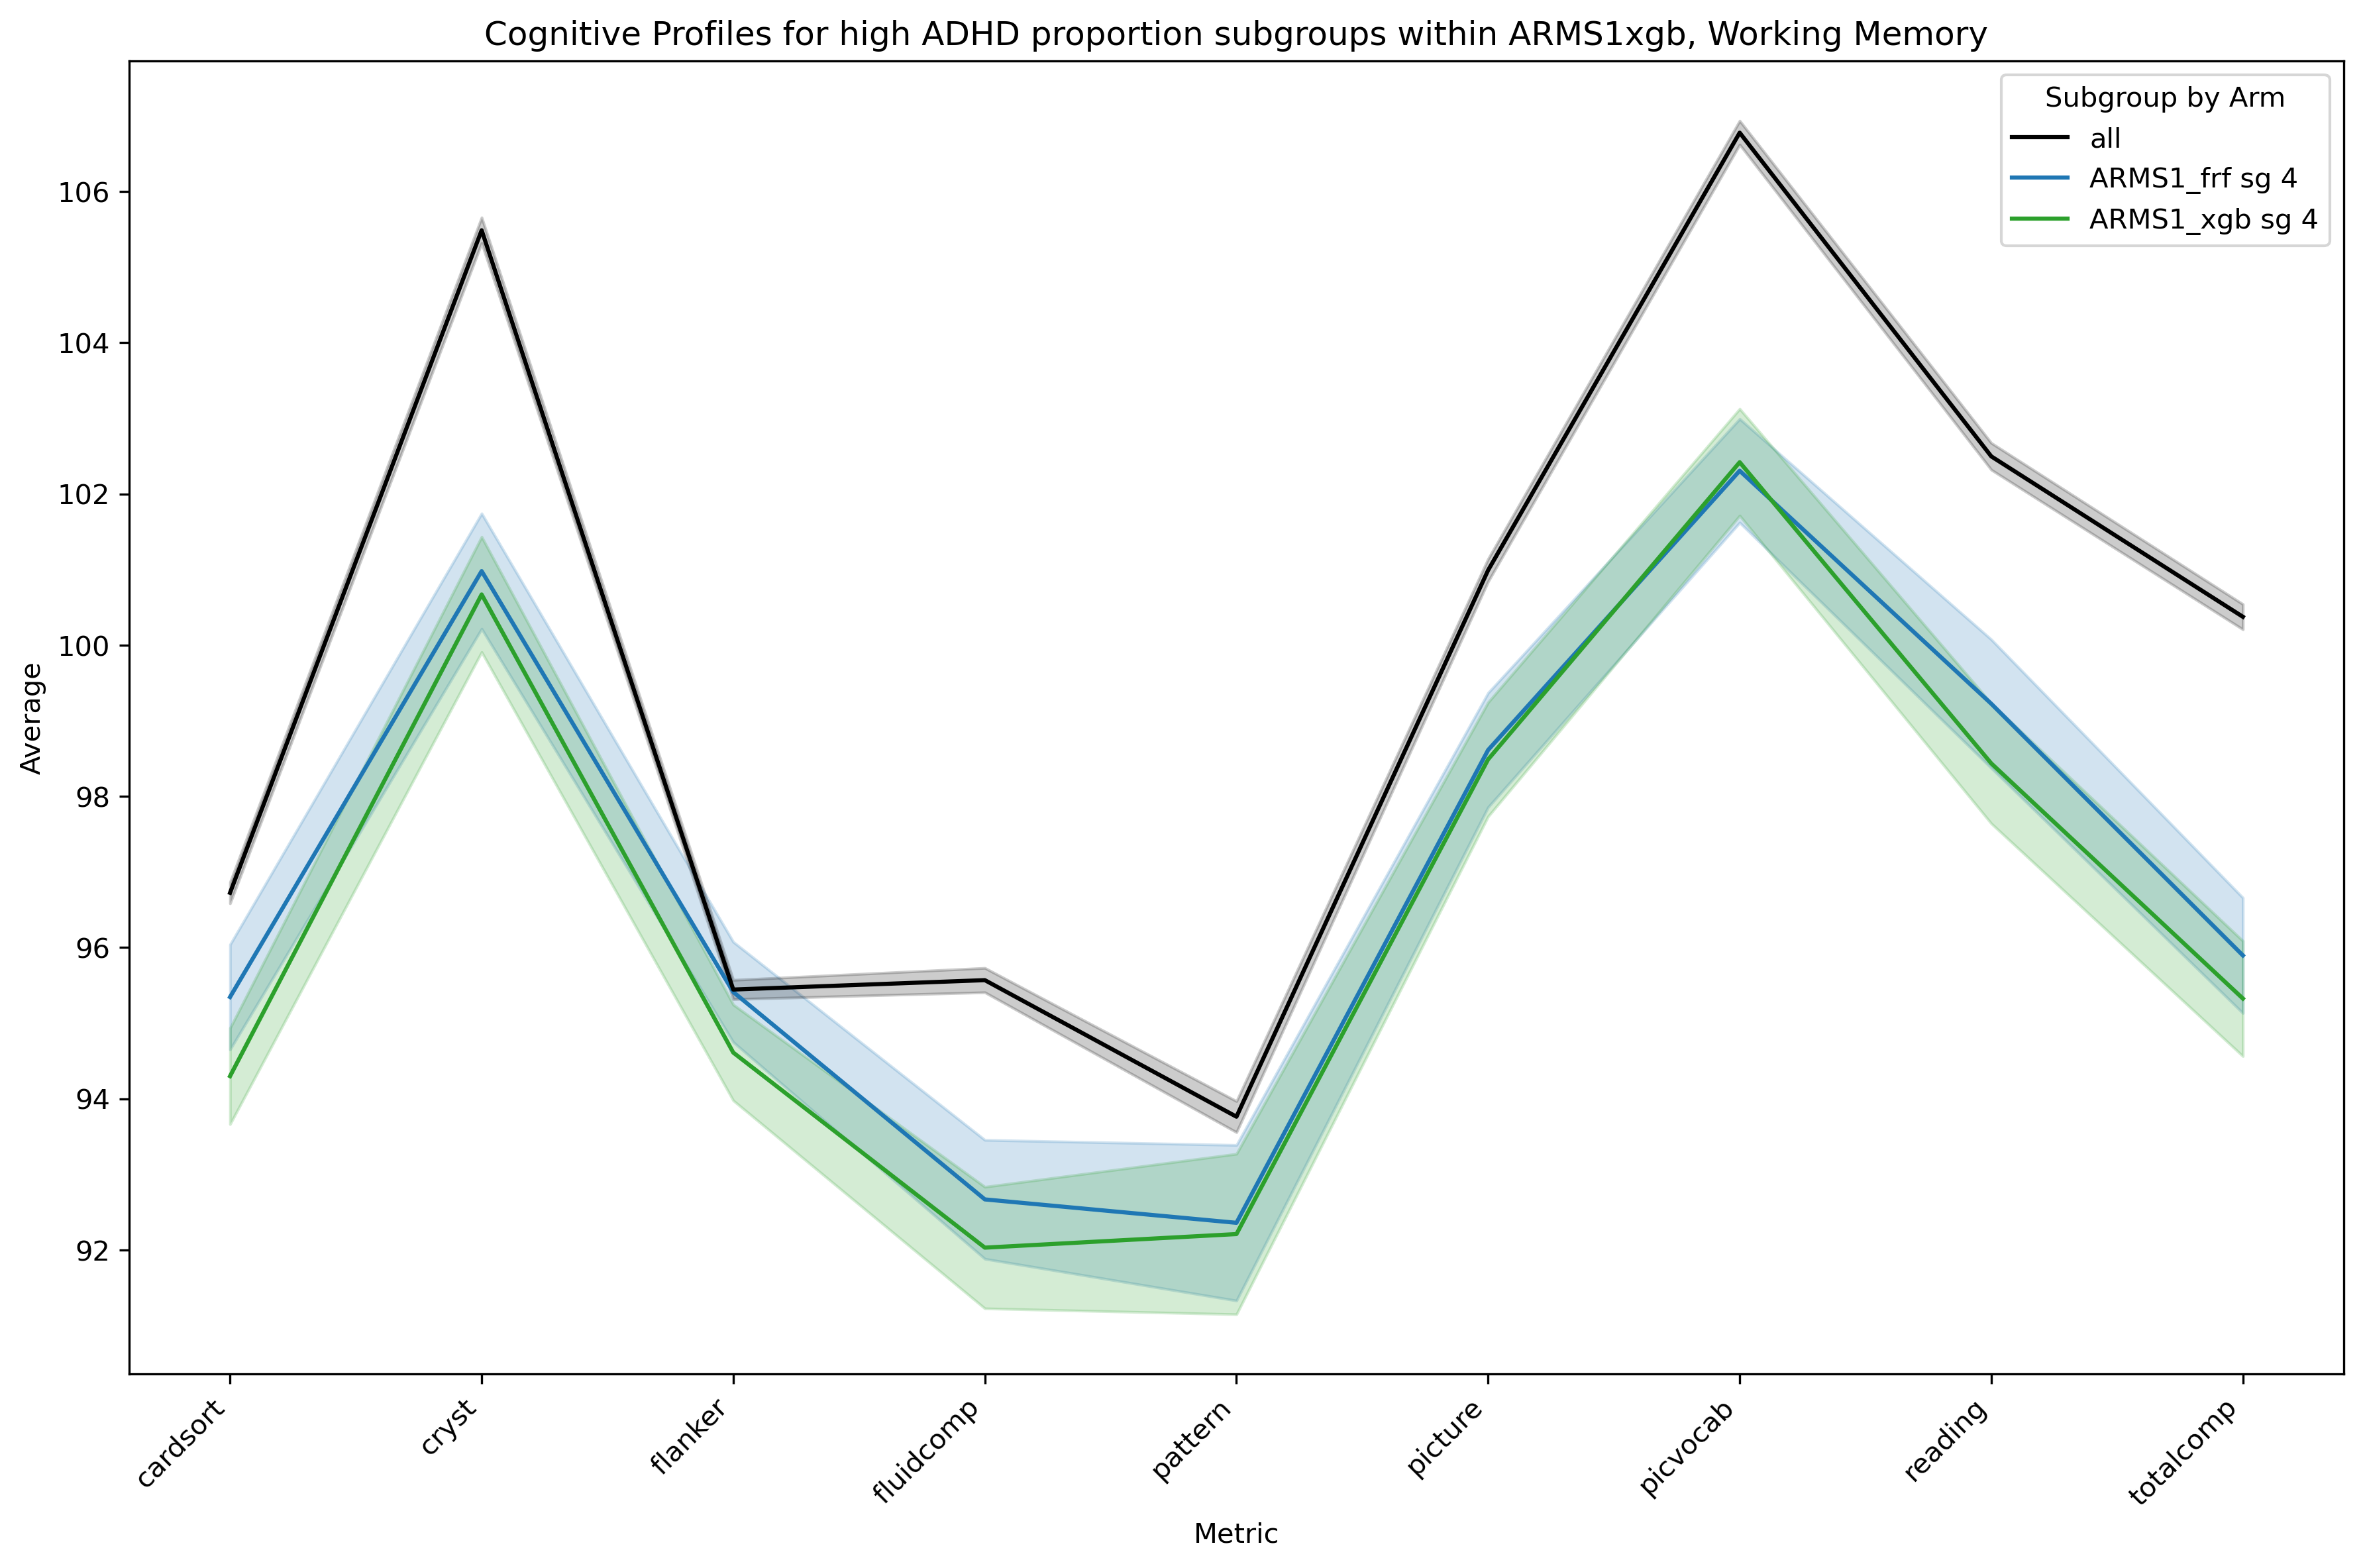 Cognitive Profiles for high ADHD proportion subgroups within ARMS1xgb, Working Memory
Subgroup by Arm
all
ARMS1_frf sg 4
ARMS1_xgb sg 4
Average
106
104
102
100
98
96
94
92
cardsort
cryst
flanker
fluidcomp
pattern
picture
picvocab
reading
totalcomp
Metric